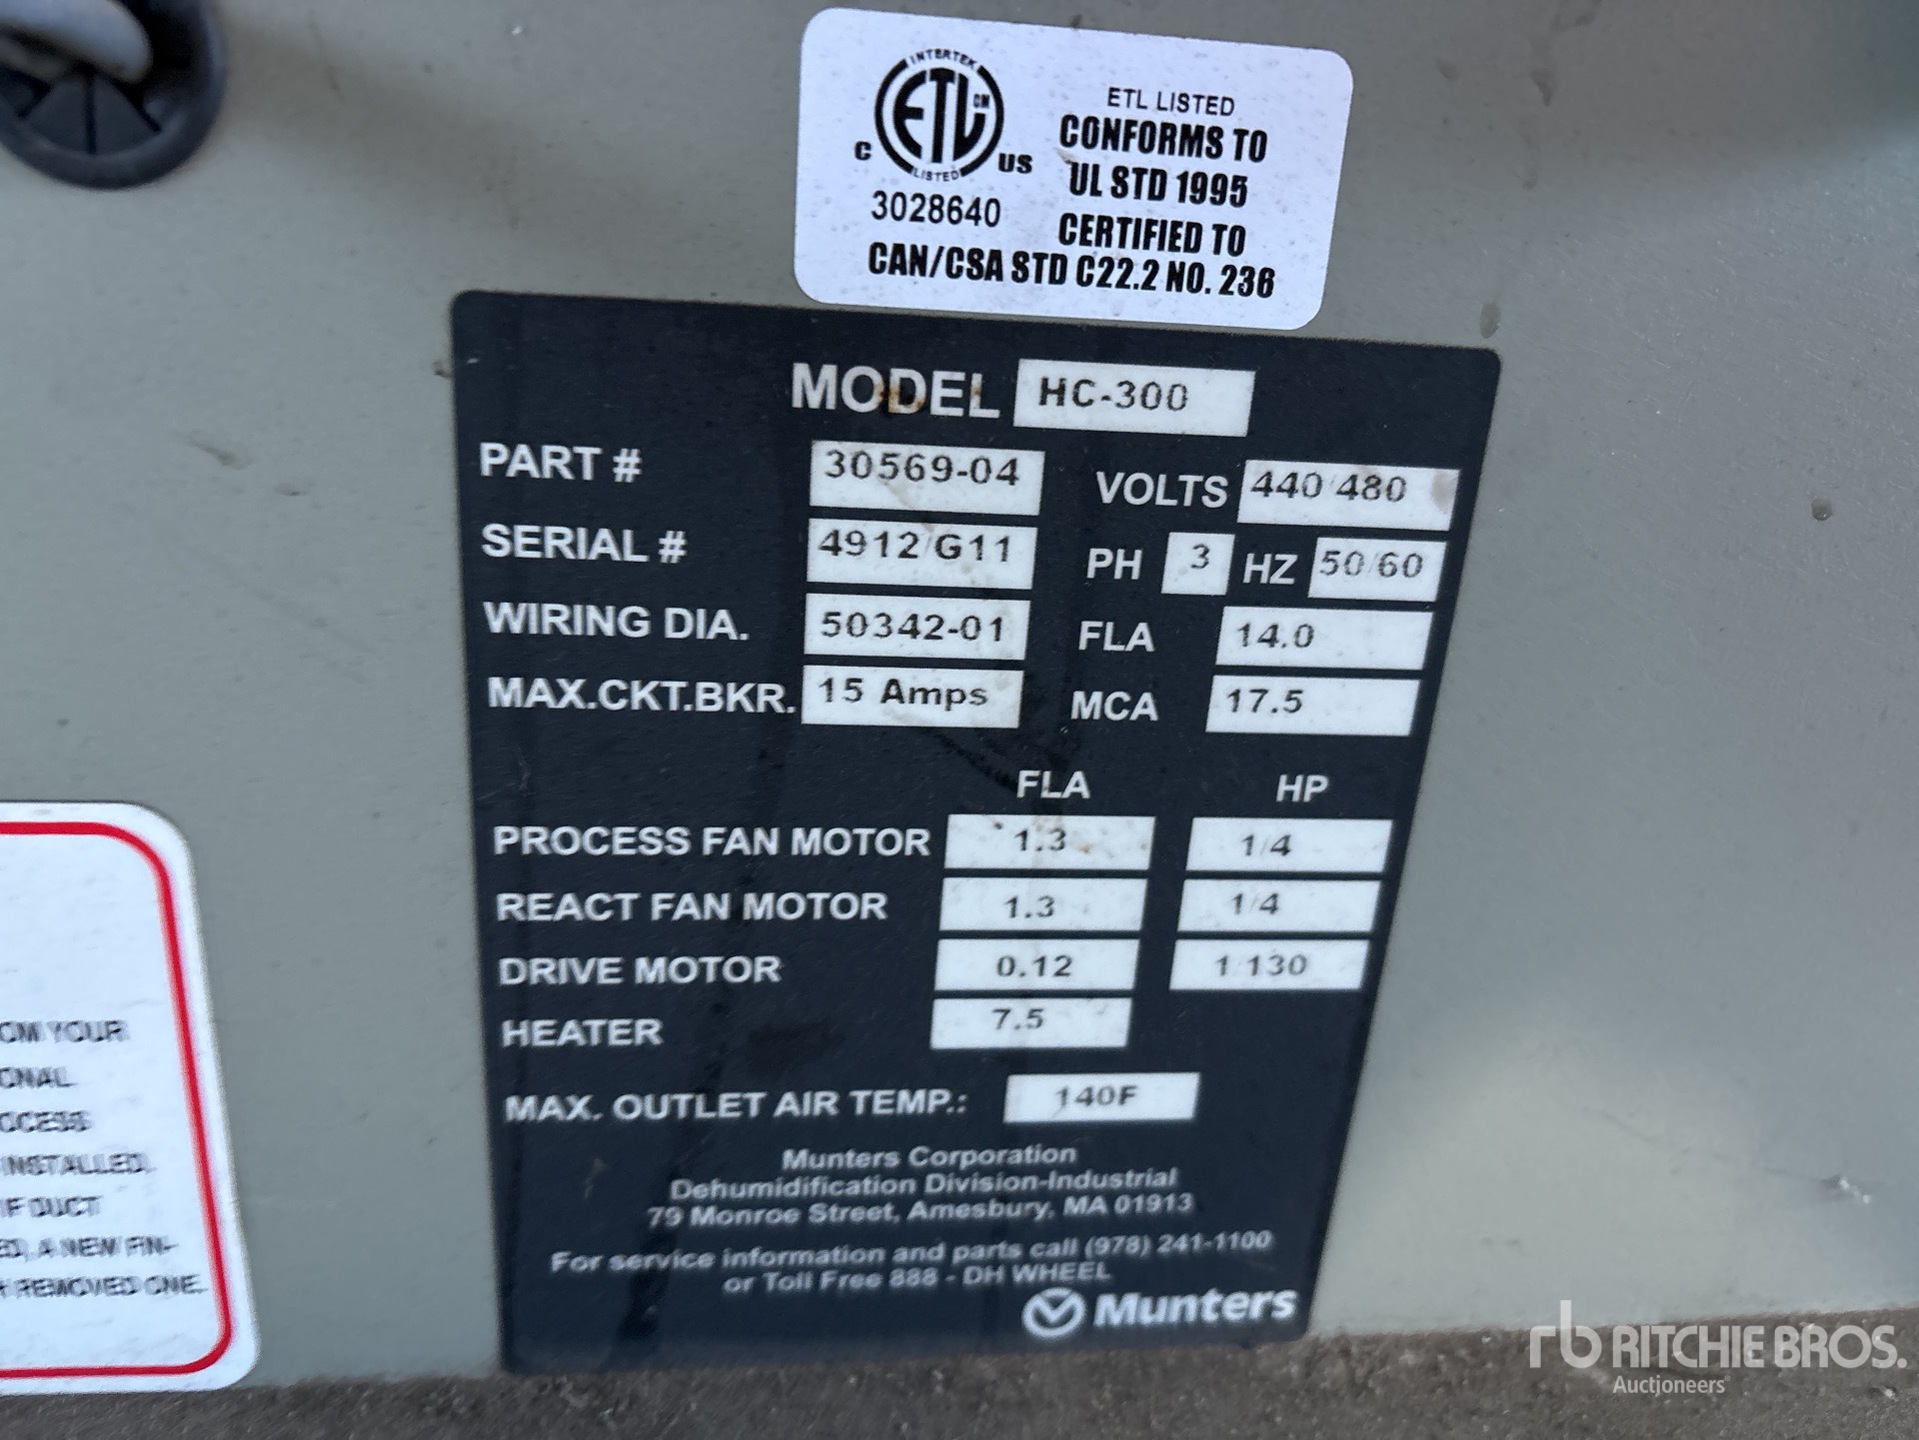 INTERTEK
ETL CM
LISTED
C US
3028640
ETL LISTED
CONFORMS TO
UL STD 1995
CERTIFIED TO
CAN/CSA STD C22.2 NO. 236
MODEL HC-300
PART # 30569-04 VOLTS 440/480
SERIAL # 4912/G11 PH 3 HZ 50/60
WIRING DIA. 50342-01 FLA 14.0
MAX.CKT.BKR. 15 Amps MCA 17.5
FLA HP
PROCESS FAN MOTOR 1.3 1/4
REACT FAN MOTOR 1.3 1/4
DRIVE MOTOR 0.12 1/130
HEATER 7.5
MAX. OUTLET AIR TEMP.: 140F
Munters Corporation
Dehumidification Division-Industrial
79 Monroe Street, Amesbury, MA 01913
For service information and parts call (978) 241-1100
or Toll Free 888 - DH WHEEL
Munters
OM YOUR
ONAL
OCESS
INSTALLED,
IF DUCT
ED, A NEW FIN-
REMOVED ONE.
rb RITCHIE BROS.
Auctioneers